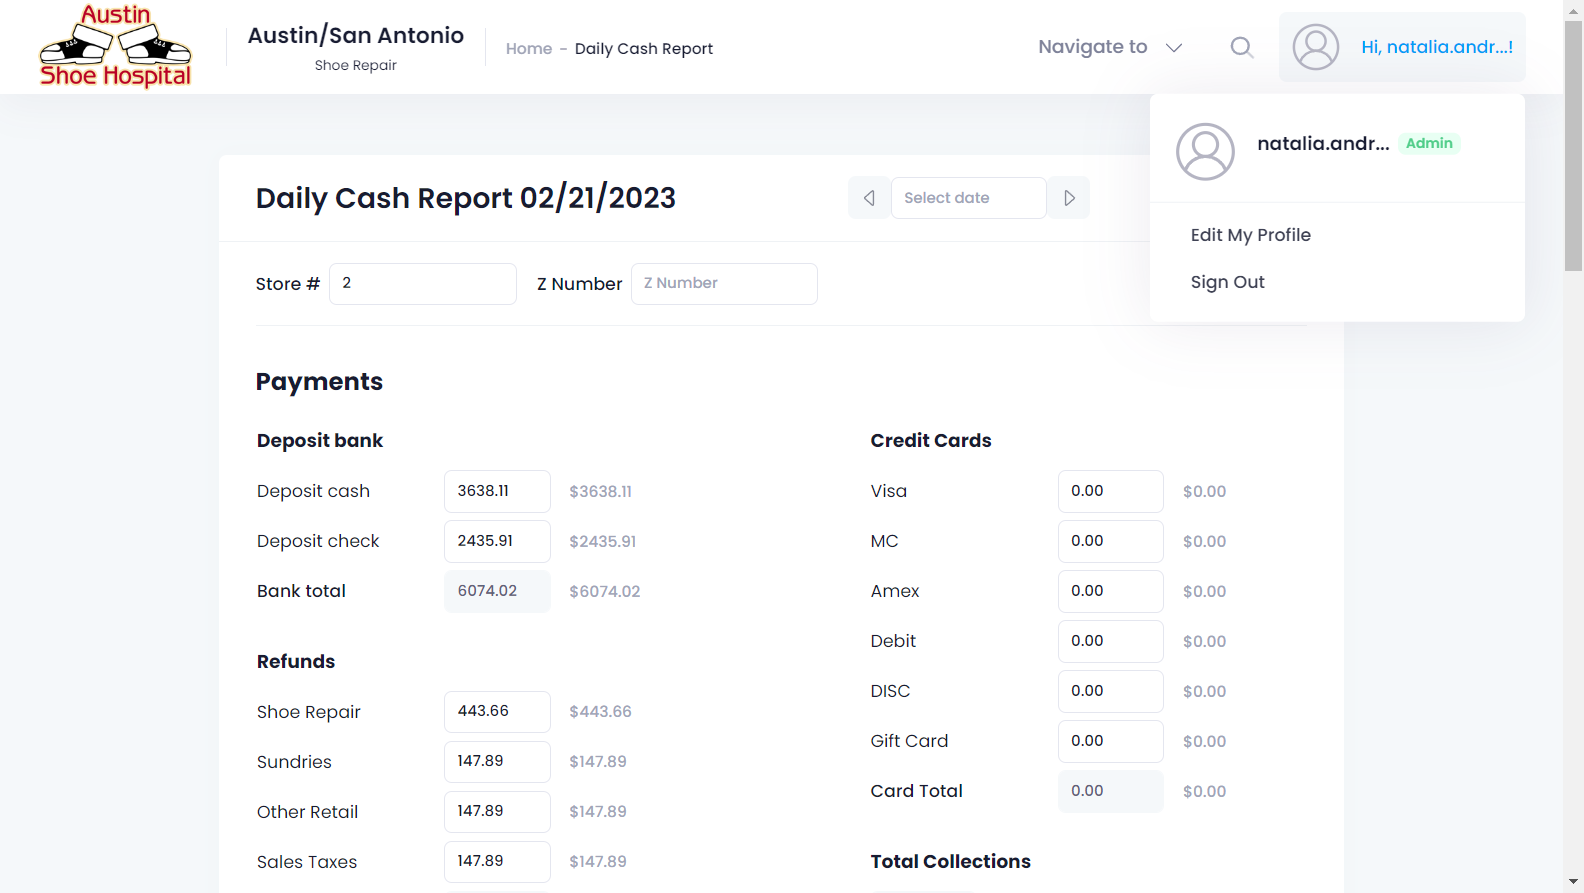 Austin
Shoe Hospital
Austin/San Antonio
Shoe Repair
Home - Daily Cash Report
Navigate to
Hi, natalia.andr...!
natalia.andr... Admin
Edit My Profile
Sign Out
Daily Cash Report 02/21/2023
Select date
Store # 2
Z Number Z Number
Payments
Deposit bank
Deposit cash 3638.11 $3638.11
Deposit check 2435.91 $2435.91
Bank total 6074.02 $6074.02
Refunds
Shoe Repair 443.66 $443.66
Sundries 147.89 $147.89
Other Retail 147.89 $147.89
Sales Taxes 147.89 $147.89
Credit Cards
Visa 0.00 $0.00
MC 0.00 $0.00
Amex 0.00 $0.00
Debit 0.00 $0.00
DISC 0.00 $0.00
Gift Card 0.00 $0.00
Card Total 0.00 $0.00
Total Collections